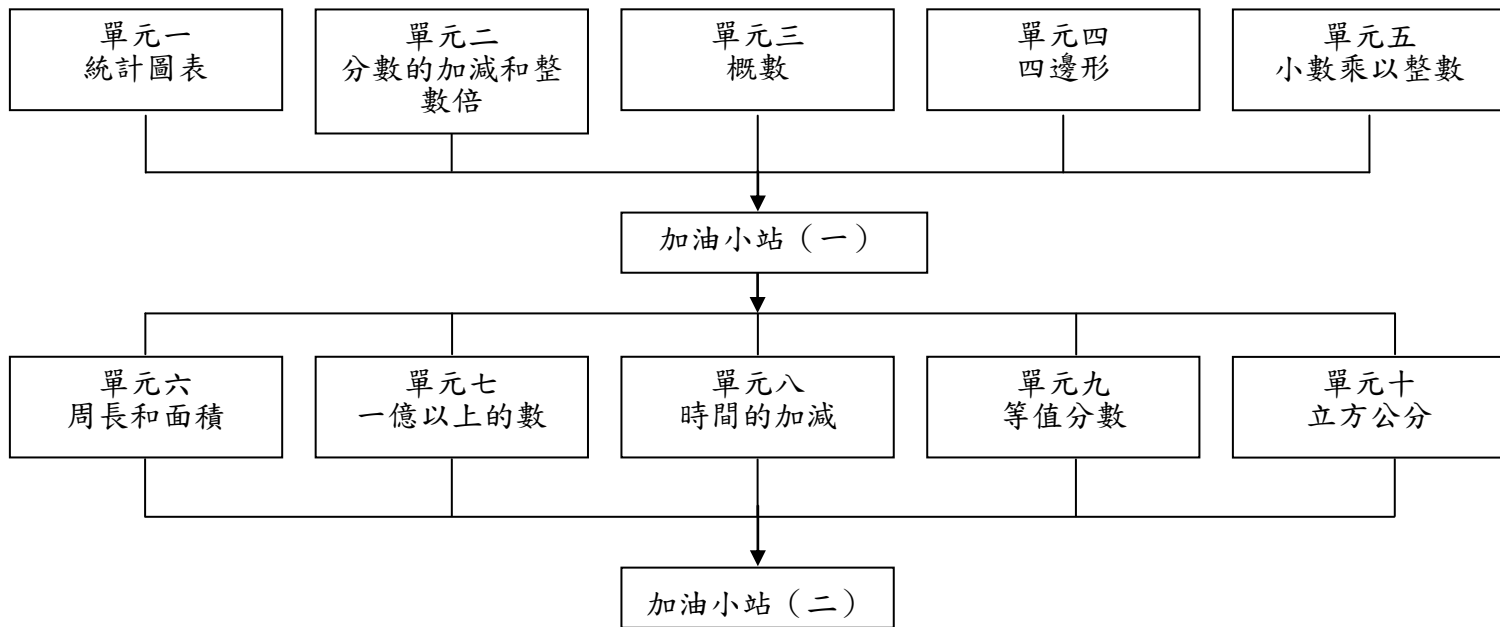 單元一
統計圖表
單元二
分數的加減和整
數倍
單元三
概數
單元四
四邊形
單元五
小數乘以整數
加油小站（一）
單元六
周長和面積
單元七
一億以上的數
單元八
時間的加減
單元九
等值分數
單元十
立方公分
加油小站（二）